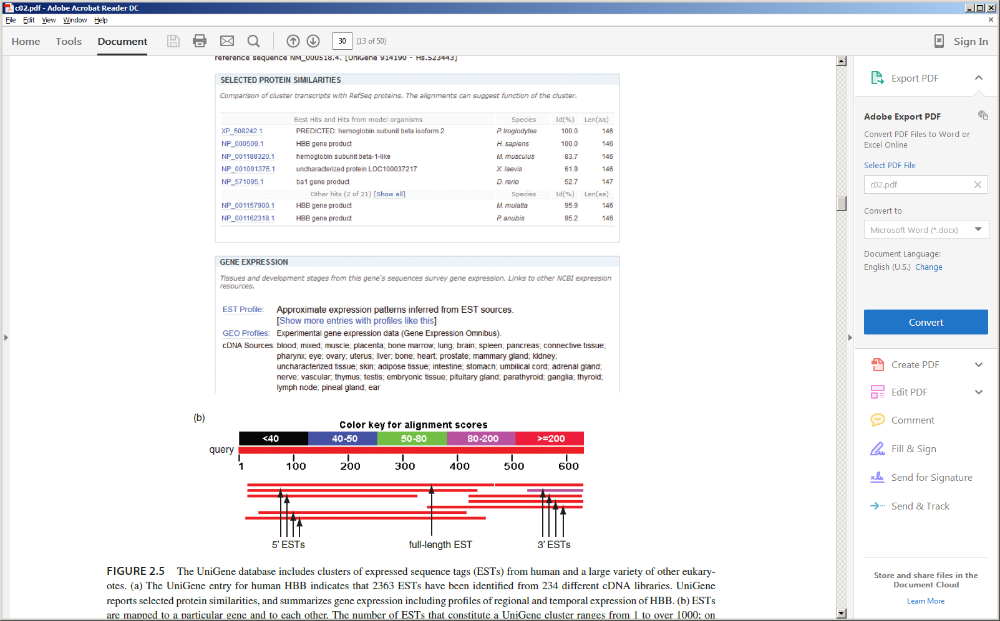 c02.pdf - Adobe Acrobat Reader DC
File Edit View Window Help
Home Tools Document 30 (13 of 50) Sign In
reference sequence NM_000518.4. [UniGene 914190 - Hs.523443]
SELECTED PROTEIN SIMILARITIES
Comparison of cluster transcripts with RefSeq proteins. The alignments can suggest function of the cluster.
Best Hits and Hits from model organisms Species Id(%) Len(aa)
XP_508242.1 PREDICTED: hemoglobin subunit beta isoform 2 P. troglodytes 100.0 146
NP_000509.1 HBB gene product H. sapiens 100.0 146
NP_001188320.1 hemoglobin subunit beta-1-like M. musculus 83.7 146
NP_001091375.1 uncharacterized protein LOC100037217 X. laevis 61.9 146
NP_571095.1 ba1 gene product D. rerio 52.7 147
Other hits (2 of 21) [Show all] Species Id(%) Len(aa)
NP_001157900.1 HBB gene product M. mulatta 95.9 146
NP_001162318.1 HBB gene product P. anubis 95.2 146
GENE EXPRESSION
Tissues and development stages from this gene's sequences survey gene expression. Links to other NCBI expression
resources.
EST Profile: Approximate expression patterns inferred from EST sources.
[Show more entries with profiles like this]
GEO Profiles: Experimental gene expression data (Gene Expression Omnibus).
cDNA Sources: blood; mixed; muscle; placenta; bone marrow; lung; brain; spleen; pancreas; connective tissue;
pharynx; eye; ovary; uterus; liver; bone; heart; prostate; mammary gland; kidney;
uncharacterized tissue; skin; adipose tissue; intestine; stomach; umbilical cord; adrenal gland;
nerve; vascular; thymus; testis; embryonic tissue; pituitary gland; parathyroid; ganglia; thyroid;
lymph node; pineal gland; ear
(b)
Color key for alignment scores
<40 40-50 50-80 80-200 >=200
query
1 100 200 300 400 500 600
5' ESTs full-length EST 3' ESTs
FIGURE 2.5 The UniGene database includes clusters of expressed sequence tags (ESTs) from human and a large variety of other eukary-
otes. (a) The UniGene entry for human HBB indicates that 2363 ESTs have been identified from 234 different cDNA libraries. UniGene
reports selected protein similarities, and summarizes gene expression including profiles of regional and temporal expression of HBB. (b) ESTs
are mapped to a particular gene and to each other. The number of ESTs that constitute a UniGene cluster ranges from 1 to over 1000; on
Export PDF
Adobe Export PDF
Convert PDF Files to Word or
Excel Online
Select PDF File
c02.pdf
Convert to
Microsoft Word (*.docx)
Document Language:
English (U.S.) Change
Convert
Create PDF
Edit PDF
Comment
Fill & Sign
Send for Signature
Send & Track
Store and share files in the
Document Cloud
Learn More